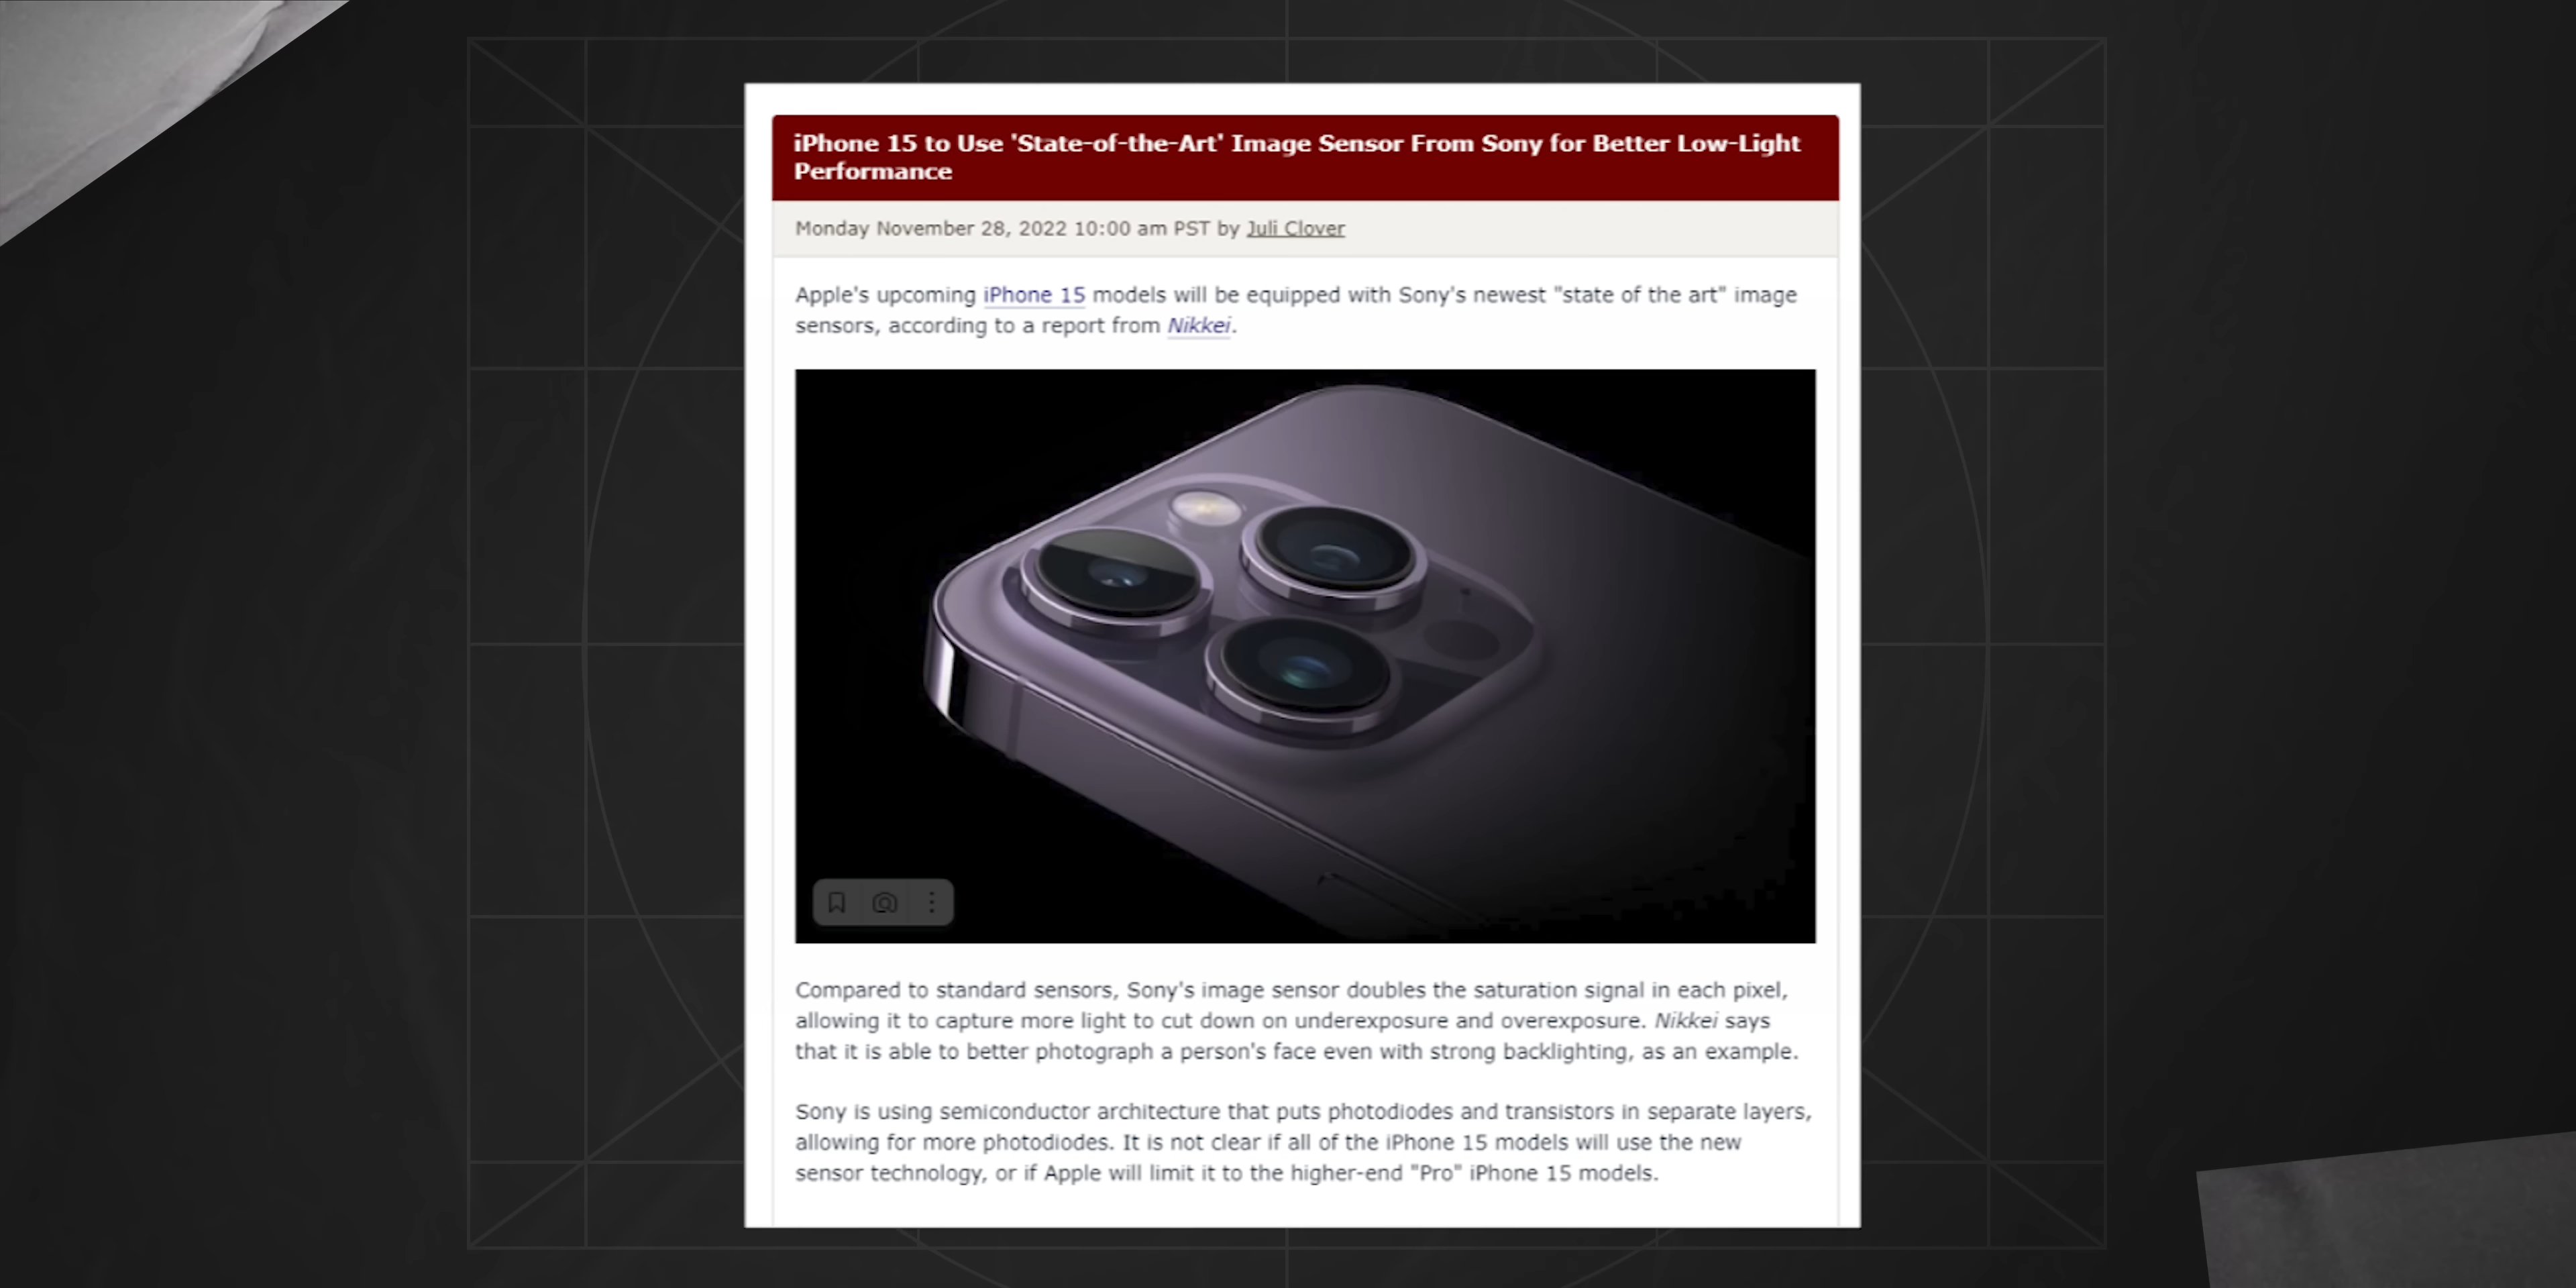 iPhone 15 to Use 'State-of-the-Art' Image Sensor From Sony for Better Low-Light
Performance
Monday November 28, 2022 10:00 am PST by Juli Clover
Apple's upcoming iPhone 15 models will be equipped with Sony's newest "state of the art" image
sensors, according to a report from Nikkei.
Compared to standard sensors, Sony's image sensor doubles the saturation signal in each pixel,
allowing it to capture more light to cut down on underexposure and overexposure. Nikkei says
that it is able to better photograph a person's face even with strong backlighting, as an example.
Sony is using semiconductor architecture that puts photodiodes and transistors in separate layers,
allowing for more photodiodes. It is not clear if all of the iPhone 15 models will use the new
sensor technology, or if Apple will limit it to the higher-end "Pro" iPhone 15 models.